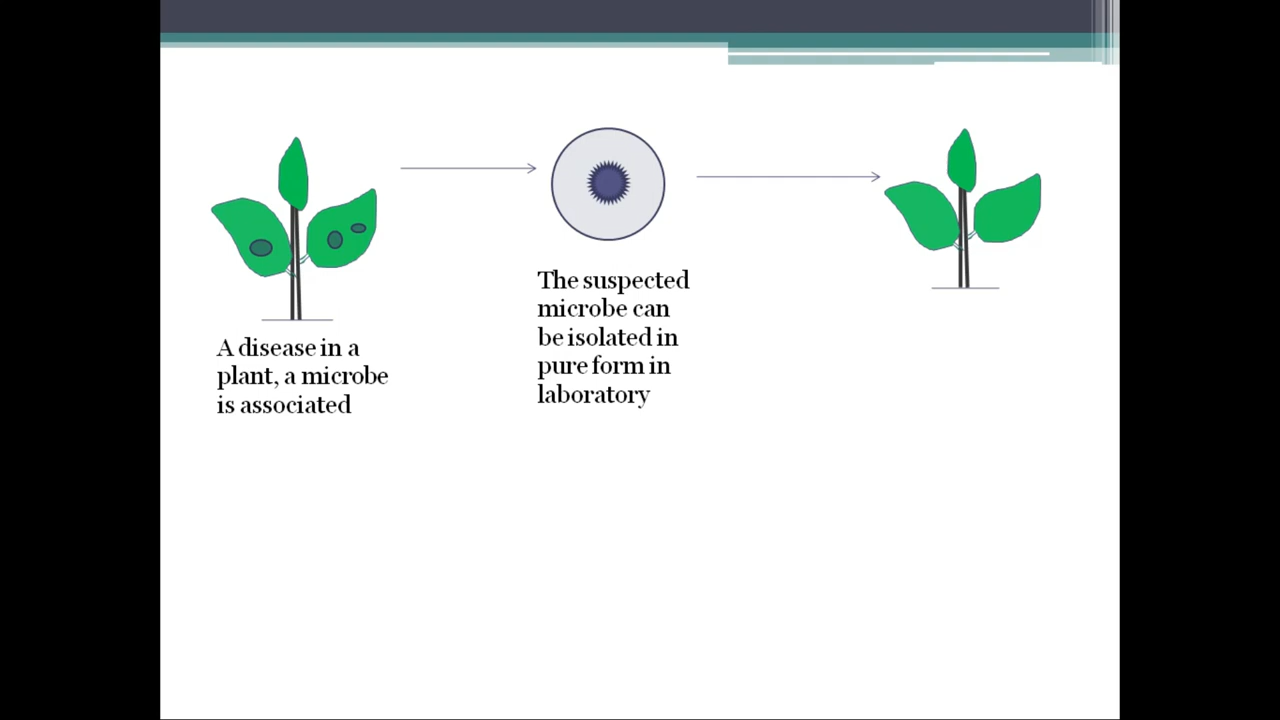 A disease in a
plant, a microbe
is associated
The suspected
microbe can
be isolated in
pure form in
laboratory